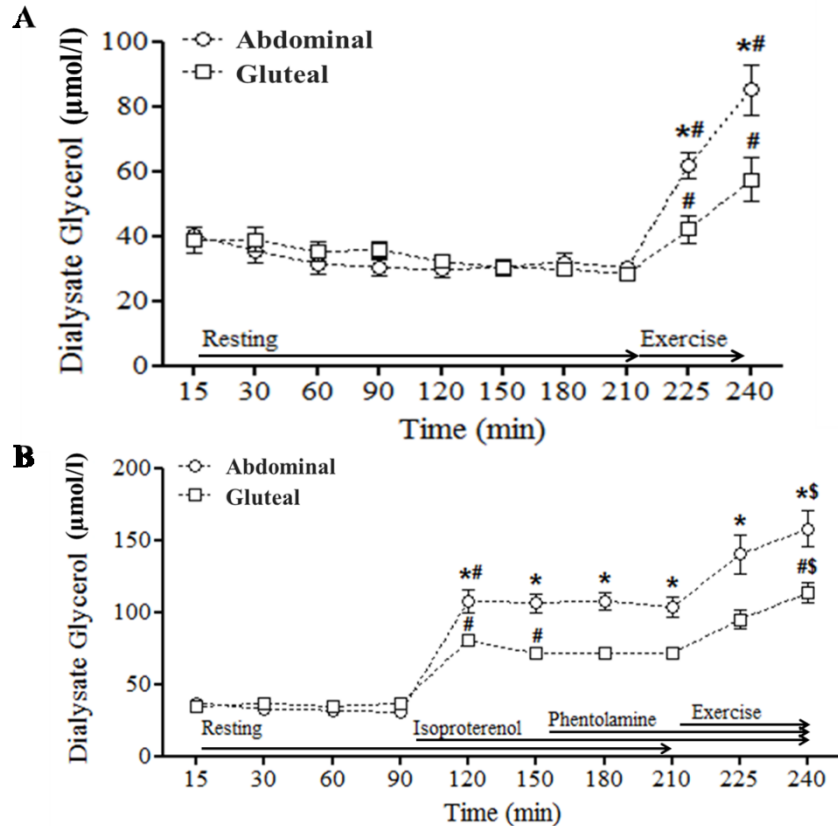 A
Abdominal
Gluteal
Dialysate Glycerol (µmol/l)
100
80
60
40
20
0
*#
*#
#
#
Resting
Exercise
15 30 60 90 120 150 180 210 225 240
Time (min)
B
Abdominal
Gluteal
Dialysate Glycerol (µmol/l)
200
150
100
50
0
*# * * * * *$
# # #$
Resting
Isoproterenol
Phentolamine
Exercise
15 30 60 90 120 150 180 210 225 240
Time (min)